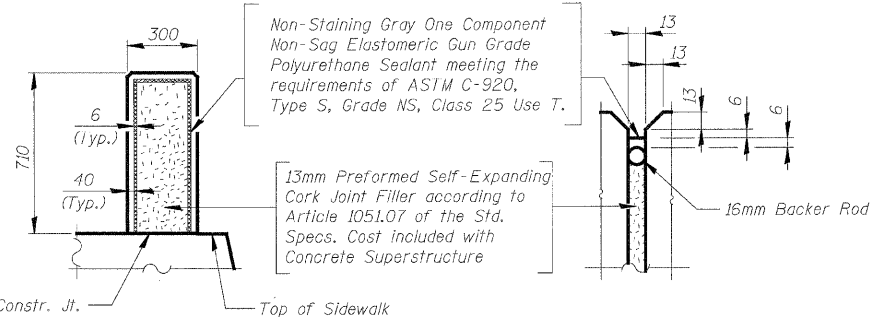 300
710
6
(Typ.)
40
(Typ.)
Constr. Jt.
Top of Sidewalk
Non-Staining Gray One Component
Non-Sag Elastomeric Gun Grade
Polyurethane Sealant meeting the
requirements of ASTM C-920,
Type S, Grade NS, Class 25 Use T.
13mm Preformed Self-Expanding
Cork Joint Filler according to
Article 1051.07 of the Std.
Specs. Cost included with
Concrete Superstructure
13
13
13
6
6
16mm Backer Rod